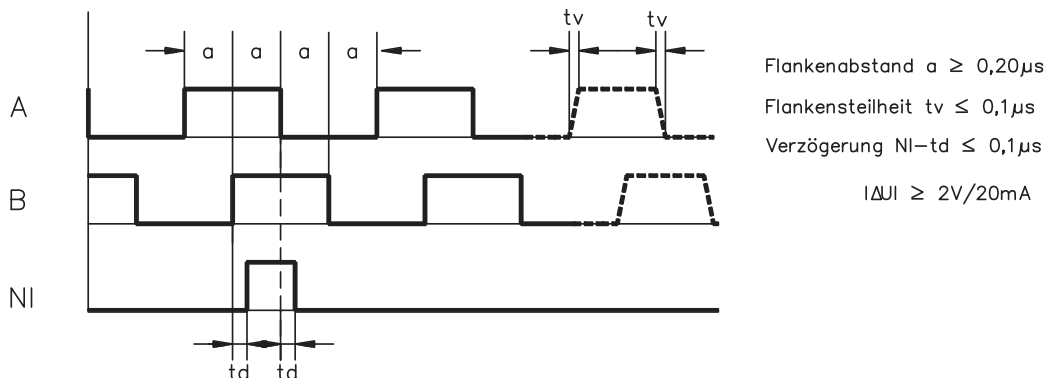 tv tv
a a a a
A
B
NI
td td
Flankenabstand a ≥ 0,20µs
Flankensteilheit tv ≤ 0,1µs
Verzögerung NI-td ≤ 0,1µs
IΔUI ≥ 2V/20mA